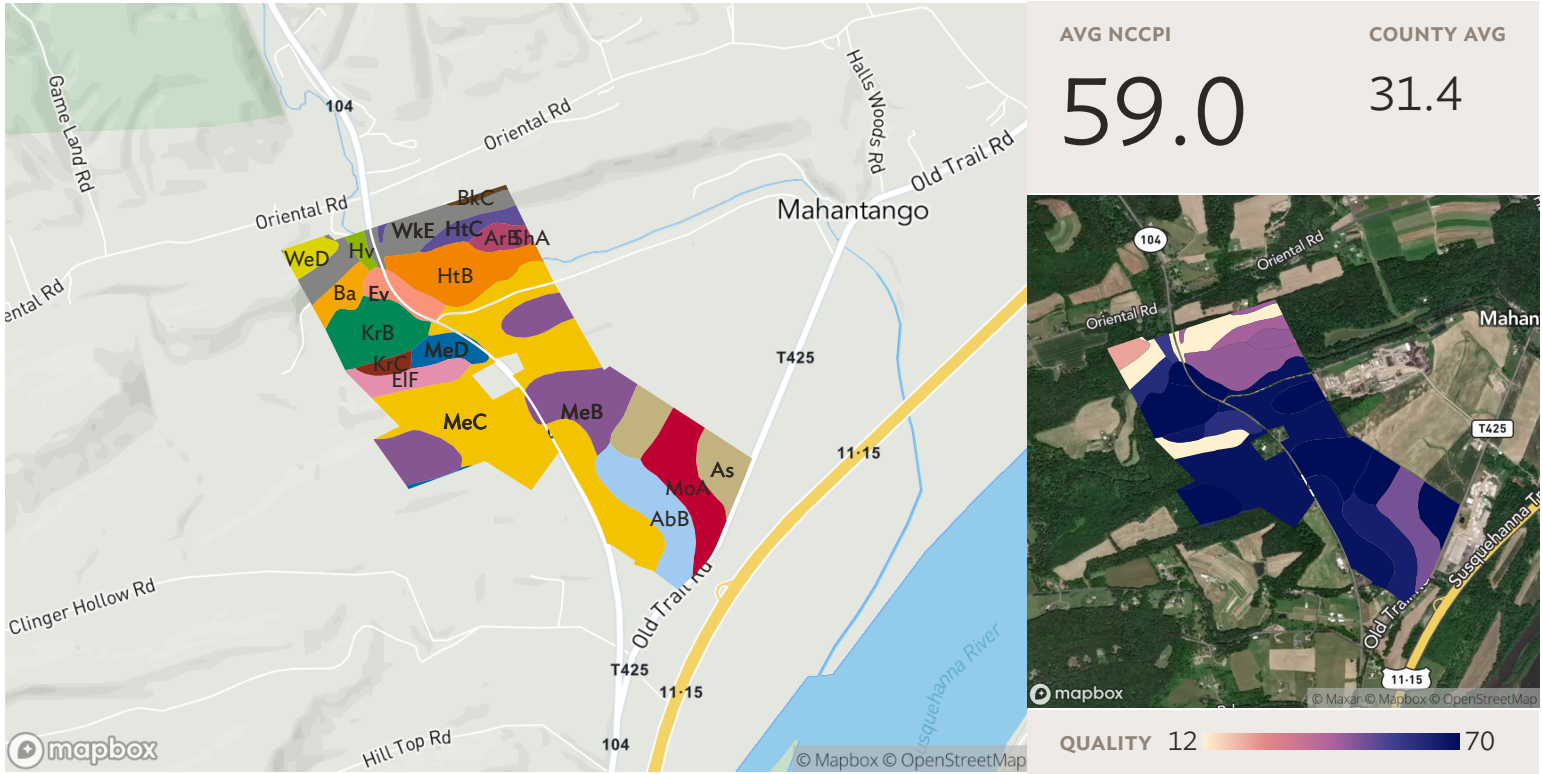 Game Land Rd
104
Oriental Rd
Halls Woods Rd
Old Trail Rd
Oriental Rd
BkC
Mahantango
WkE
HtC
ArB
ShA
WeD
Hv
HtB
ental Rd
Ba
Ev
KrB
MeD
T425
KrC
ElF
MeC
MeB
11·15
As
MoA
AbB
Clinger Hollow Rd
Old Trail Rd
T425
11·15
usquehanna River
Hill Top Rd
104
mapbox
© Mapbox © OpenStreetMap
AVG NCCPI
COUNTY AVG
59.0
31.4
104
Oriental Rd
Oriental Rd
Mahan
T425
Susquehanna Tr
Old Trail
11·15
mapbox
© Maxar © Mapbox © OpenStreetMap
QUALITY 12 70